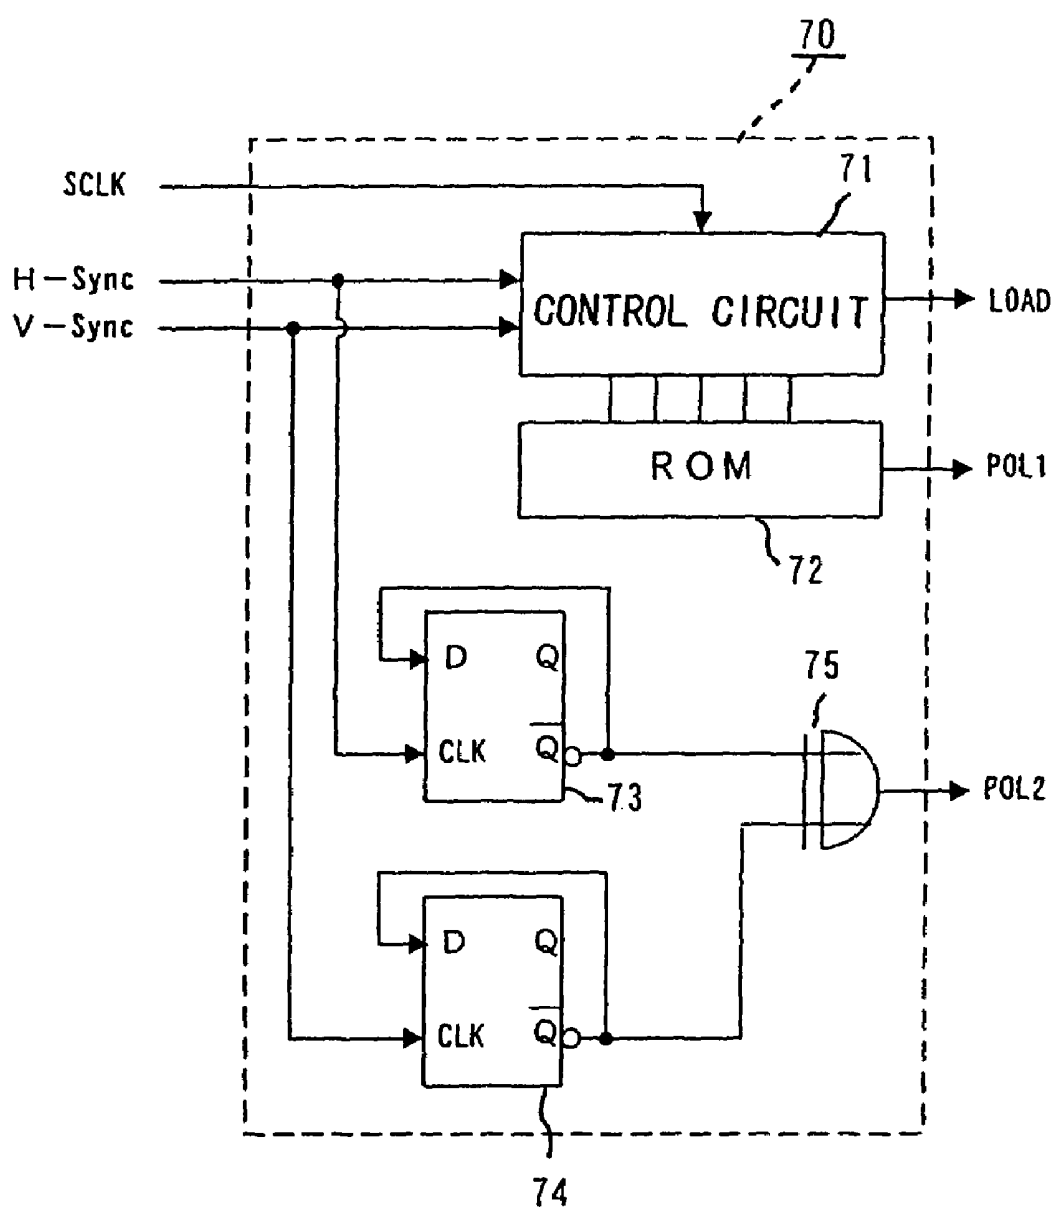 70
SCLK
71
H-Sync
CONTROL CIRCUIT
LOAD
V-Sync
ROM
POL1
72
D
Q
CLK
Q̅
73
75
POL2
D
Q
CLK
Q̅
74